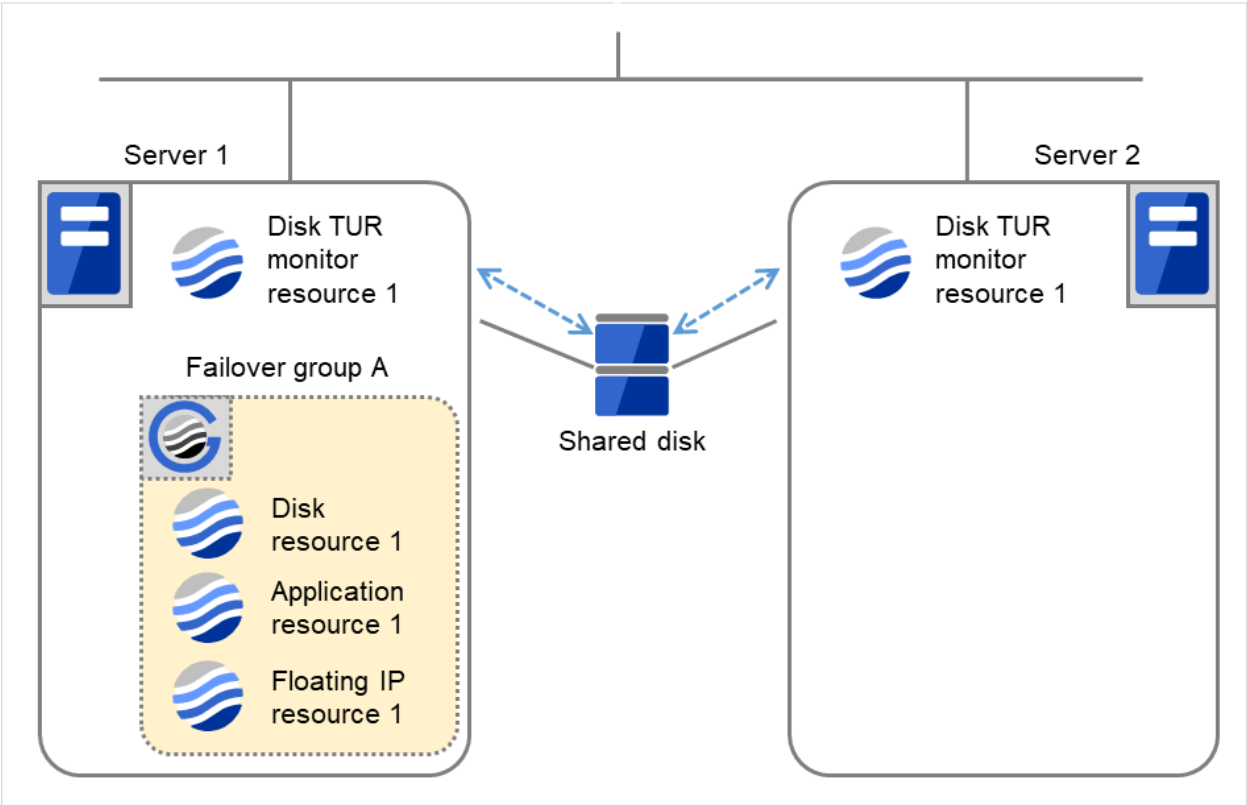 Server 1
Server 2
Disk TUR
monitor
resource 1
Disk TUR
monitor
resource 1
Failover group A
Shared disk
Disk
resource 1
Application
resource 1
Floating IP
resource 1